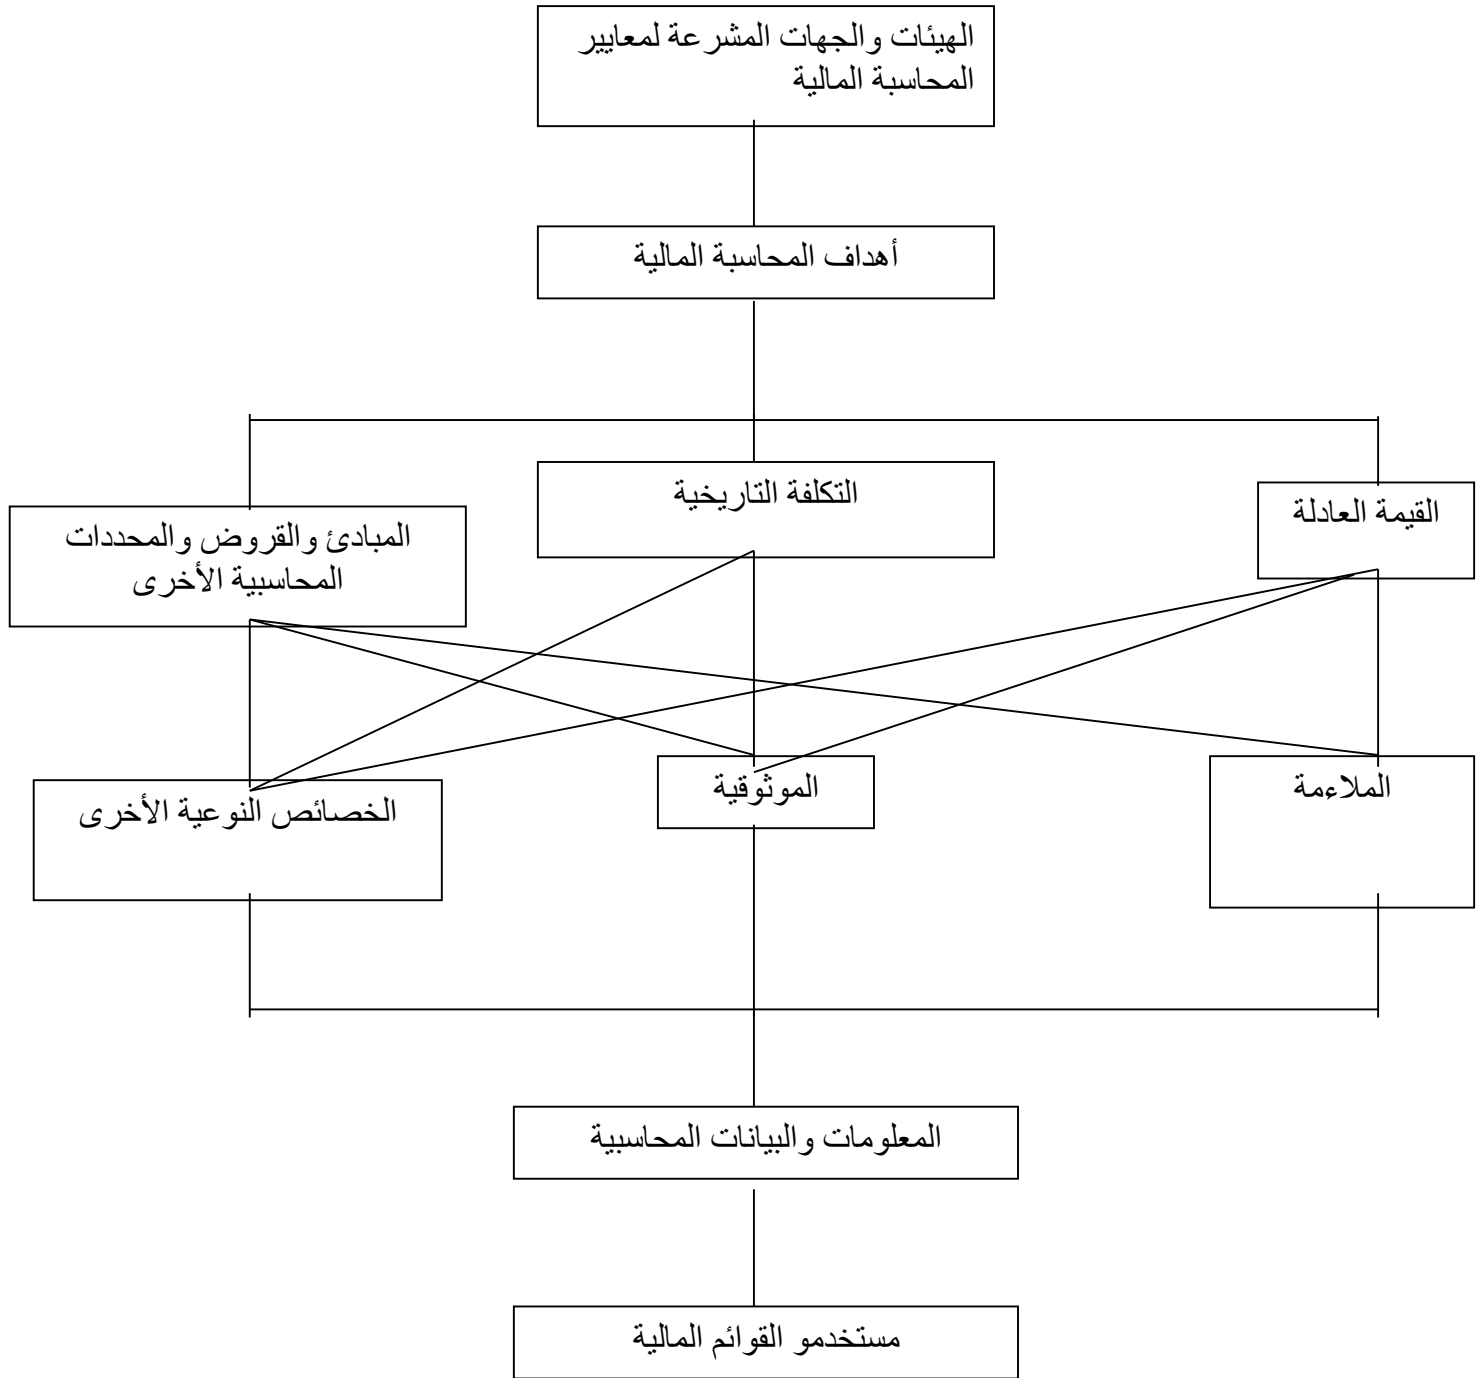 الهيئات والجهات المشرعة لمعايير
المحاسبة المالية
أهداف المحاسبة المالية
القيمة العادلة
التكلفة التاريخية
المبادئ والقروض والمحددات
المحاسبية الأخرى
الملاءمة
الموثوقية
الخصائص النوعية الأخرى
المعلومات والبيانات المحاسبية
مستخدمو القوائم المالية